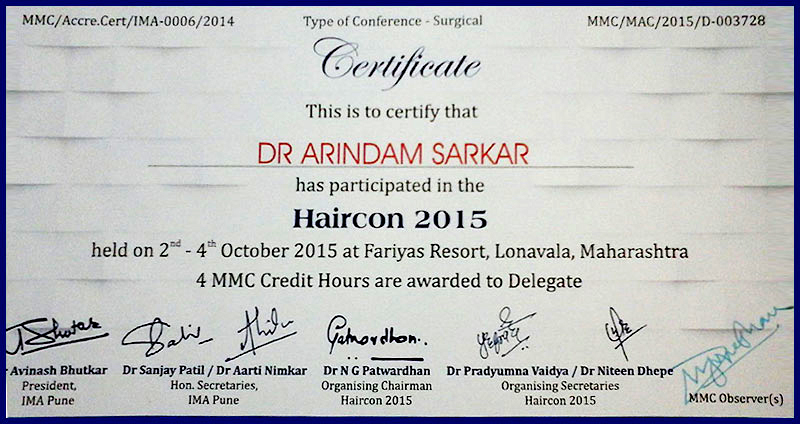 MMC/Accre.Cert/IMA-0006/2014 Type of Conference - Surgical MMC/MAC/2015/D-003728
Certificate
This is to certify that
DR ARINDAM SARKAR
has participated in the
Haircon 2015
held on 2nd - 4th October 2015 at Fariyas Resort, Lonavala, Maharashtra
4 MMC Credit Hours are awarded to Delegate
Patwardhan
r Avinash Bhutkar Dr Sanjay Patil / Dr Aarti Nimkar Dr N G Patwardhan Dr Pradyumna Vaidya / Dr Niteen Dhepe
President, Hon. Secretaries, Organising Chairman Organising Secretaries MMC Observer(s)
IMA Pune IMA Pune Haircon 2015 Haircon 2015